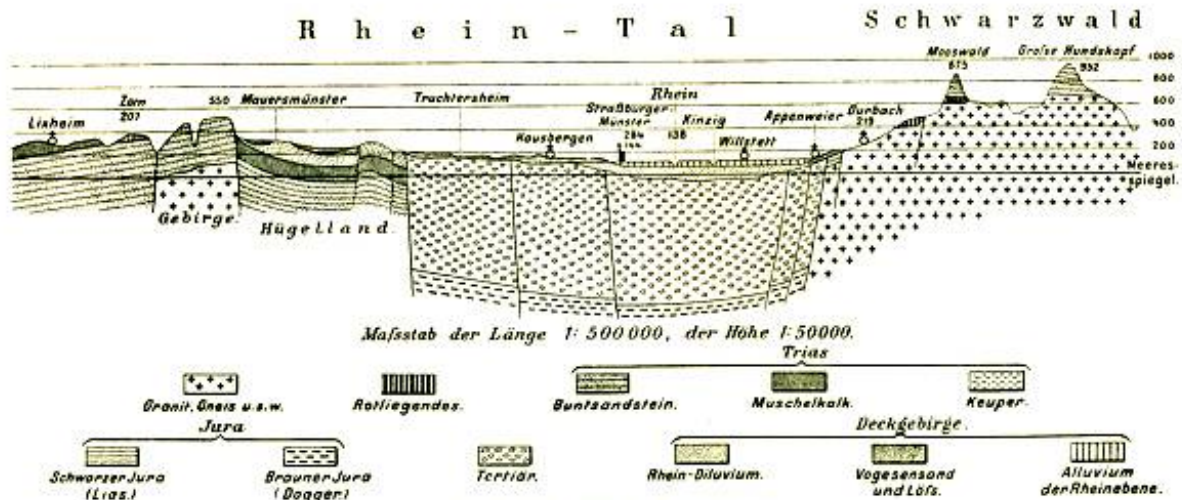 Rhein-Tal
Schwarzwald
Mooswald
875
Große Hundskopf
952
1000
800
600
400
200
Meeres-
spiegel.
Lixheim
Zorn
207
550
Mauersmünster
Truchtersheim
Hausbergen
Rhein
Straßburger
Münster
284
144
138
Kinzig
Willstett
Appenweier
Durbach
219
Gebirge.
Hügelland.
Maßstab der Länge 1:500000, der Höhe 1:50000.
Trias
Granit, Gneis u.s.w.
Rotliegendes.
Buntsandstein.
Muschelkalk.
Keuper.
Jura
Deckgebirge.
Schwarzer Jura
(Lias.)
Brauner Jura
(Dogger.)
Tertiär.
Rhein-Diluvium.
Vogesensand
und Löss.
Alluvium
der Rheinebene.